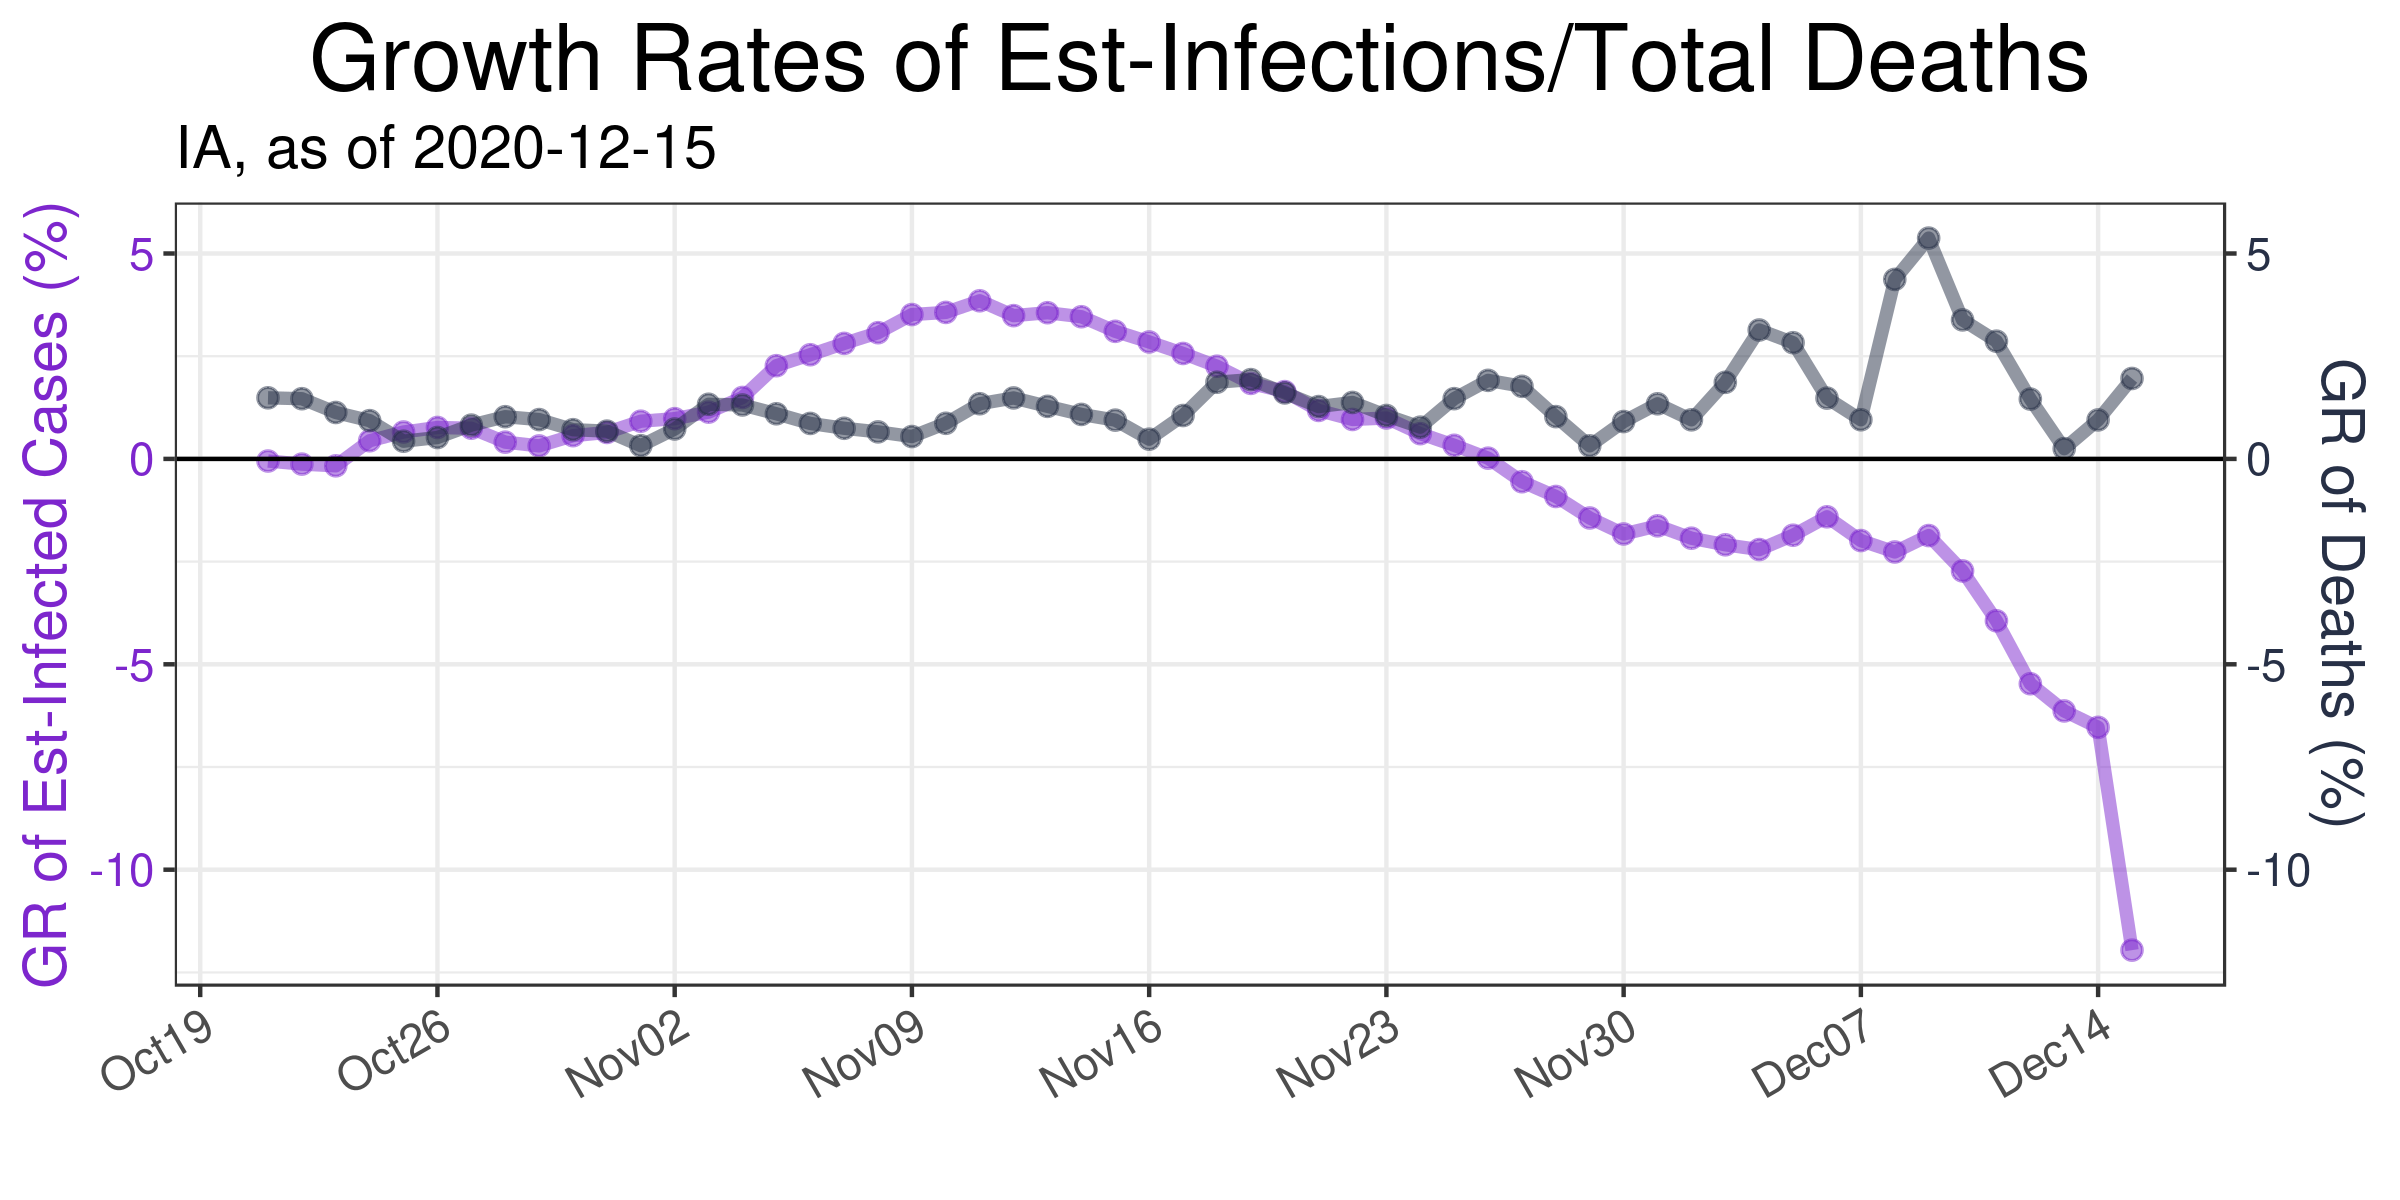 Growth Rates of Est-Infections/Total Deaths
IA, as of 2020-12-15
GR of Est-Infected Cases (%)
5
0
-5
-10
5
0
-5
-10
GR of Deaths (%)
Oct19
Oct26
Nov02
Nov09
Nov16
Nov23
Nov30
Dec07
Dec14